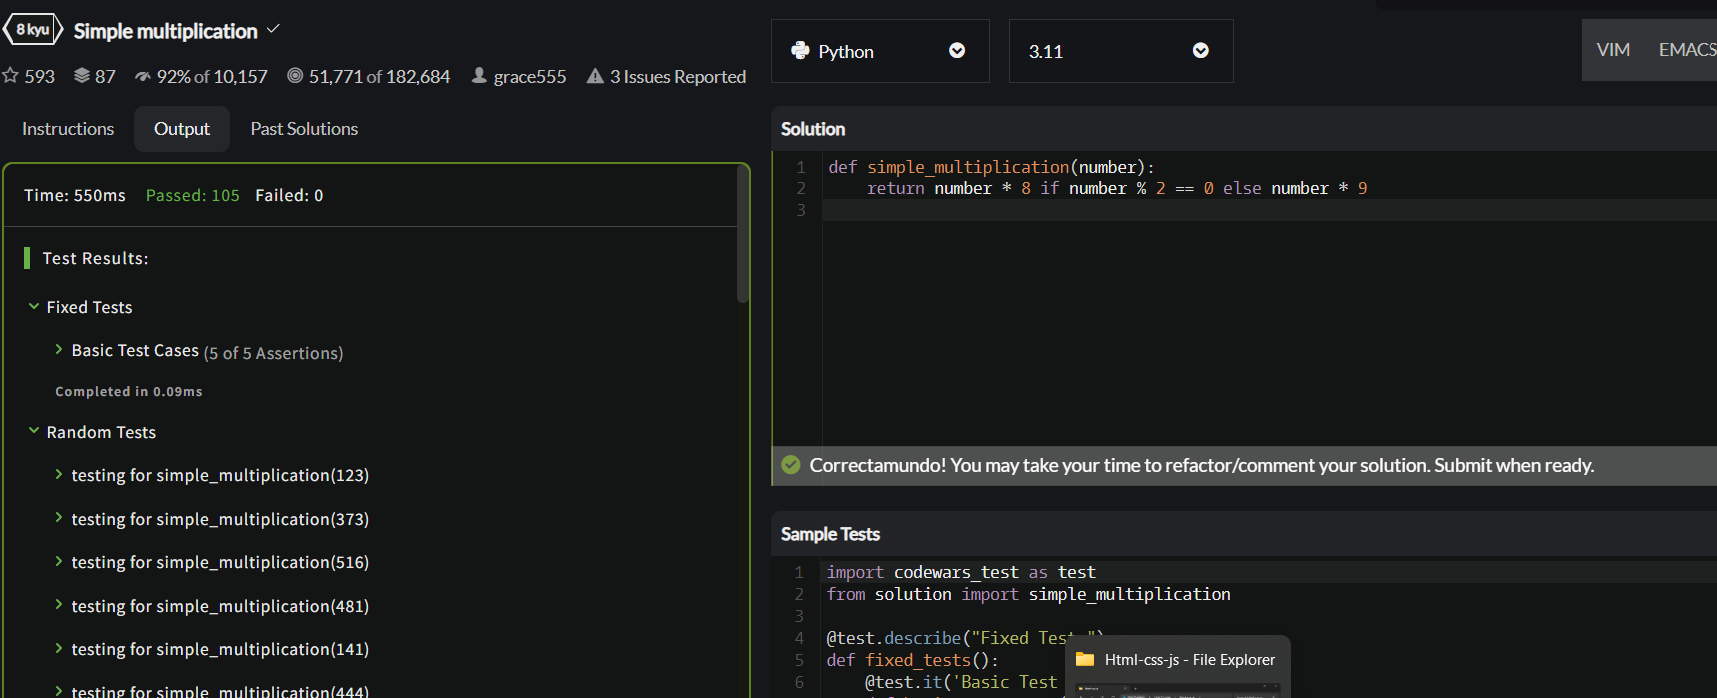 8 kyu Simple multiplication
593 87 92% of 10,157 51,771 of 182,684 grace555 3 Issues Reported
Instructions Output Past Solutions
Time: 550ms Passed: 105 Failed: 0
Test Results:
Fixed Tests
Basic Test Cases (5 of 5 Assertions)
Completed in 0.09ms
Random Tests
testing for simple_multiplication(123)
testing for simple_multiplication(373)
testing for simple_multiplication(516)
testing for simple_multiplication(481)
testing for simple_multiplication(141)
testing for simple_multiplication(444)
Python 3.11 VIM EMACS
Solution
1 def simple_multiplication(number):
2 return number * 8 if number % 2 == 0 else number * 9
3
Correctamundo! You may take your time to refactor/comment your solution. Submit when ready.
Sample Tests
1 import codewars_test as test
2 from solution import simple_multiplication
3
4 @test.describe("Fixed Tes ")
5 def fixed_tests():
6 @test.it('Basic Test
Html-css-js - File Explorer